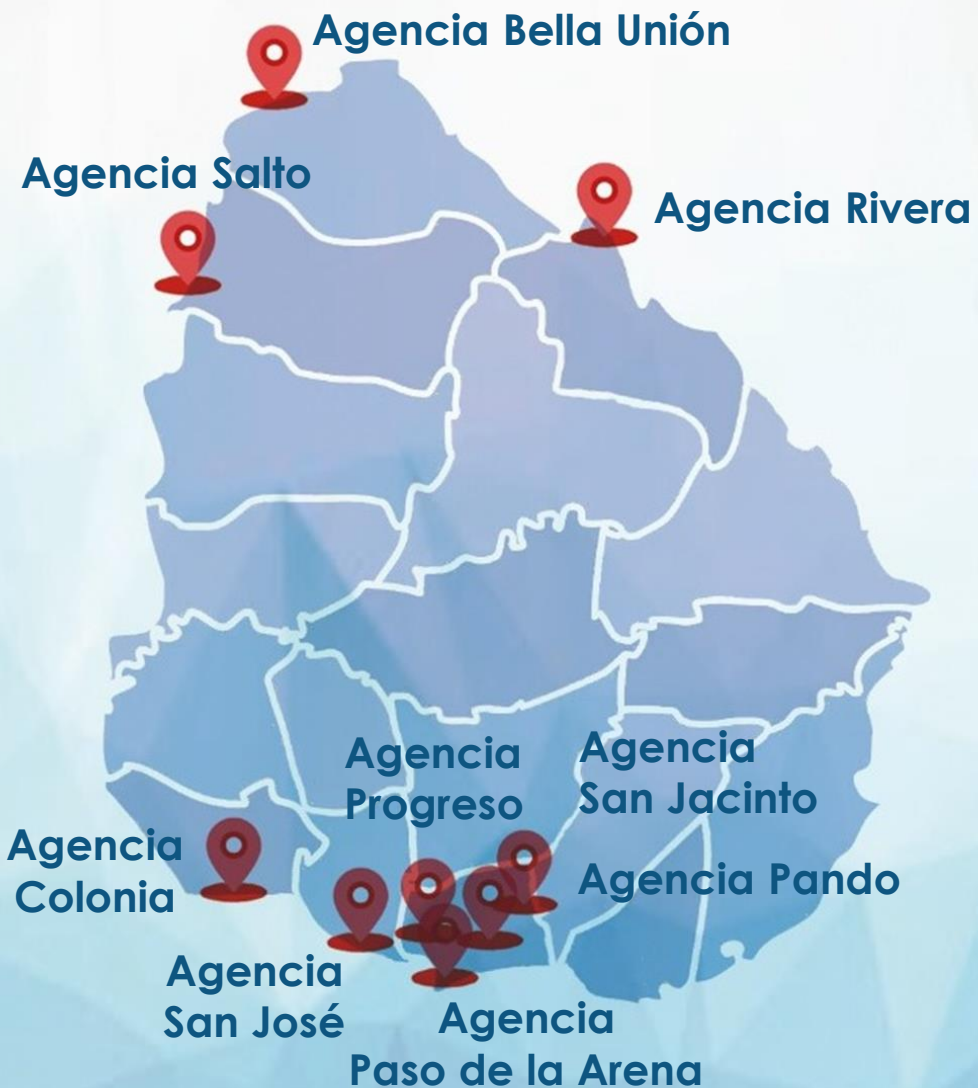 Agencia Bella Unión
Agencia Salto
Agencia Rivera
Agencia
Progreso
Agencia
San Jacinto
Agencia
Colonia
Agencia Pando
Agencia
San José
Agencia
Paso de la Arena